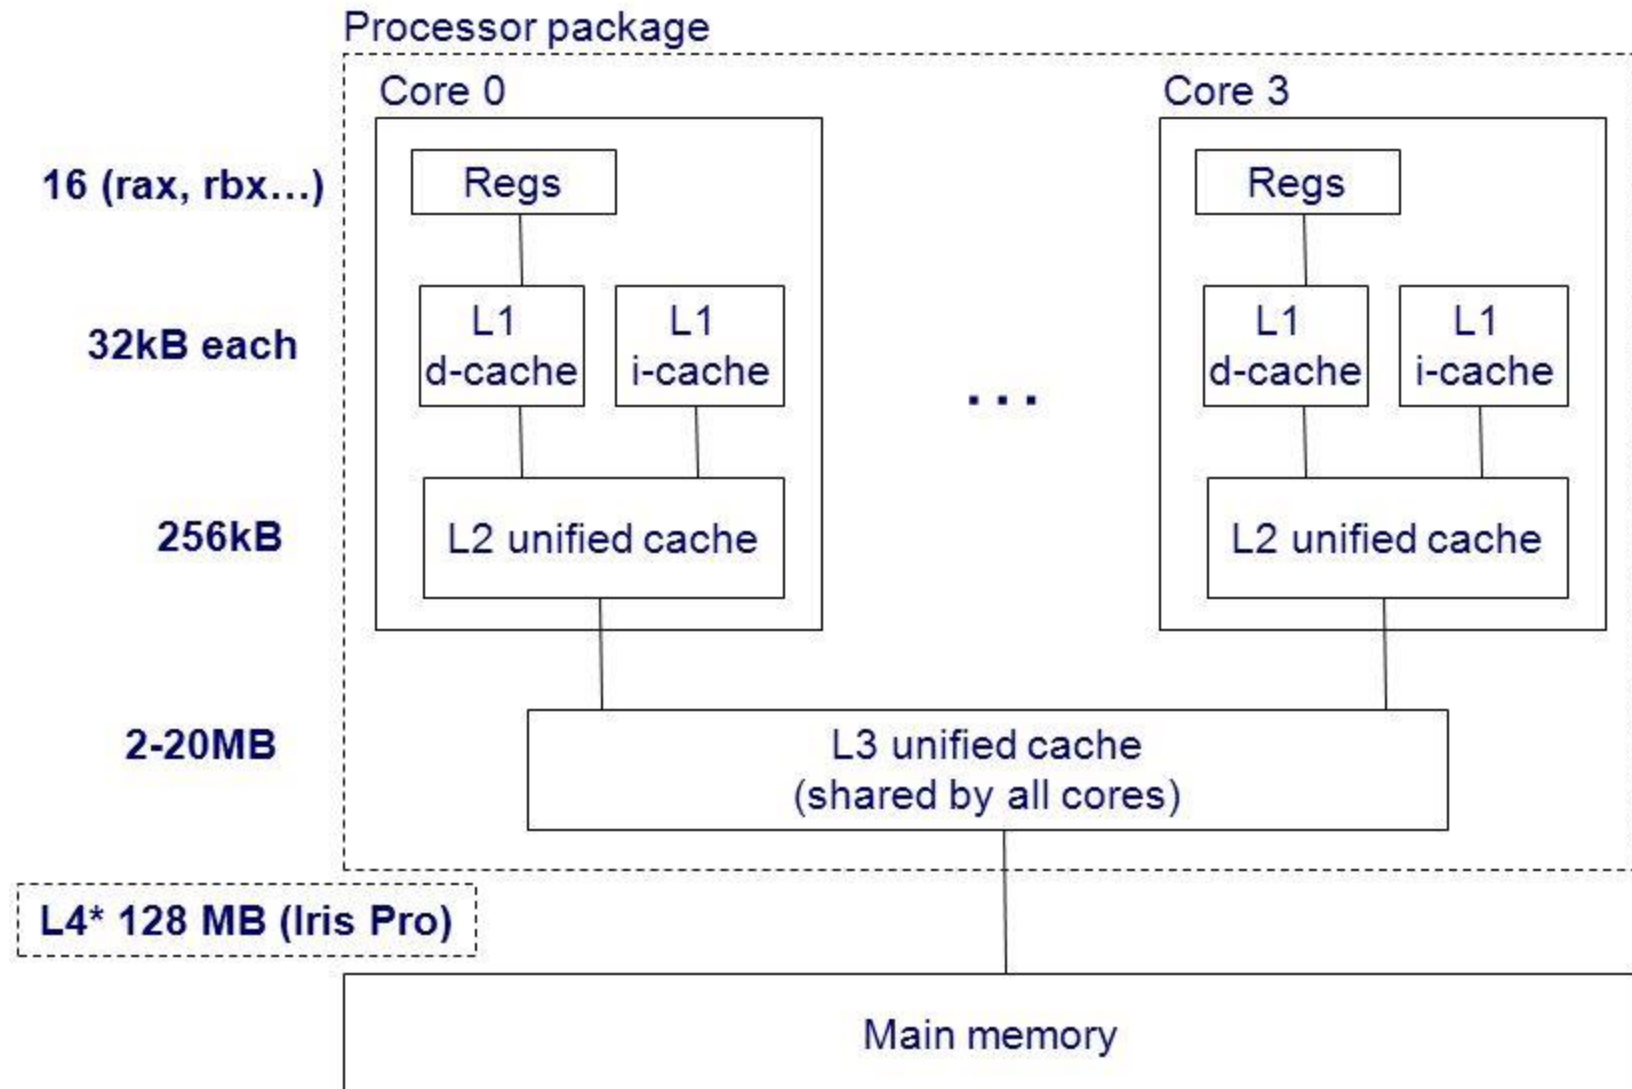 Processor package
Core 0
Core 3
16 (rax, rbx...)
Regs
Regs
32kB each
L1
d-cache
L1
i-cache
...
L1
d-cache
L1
i-cache
256kB
L2 unified cache
L2 unified cache
2-20MB
L3 unified cache
(shared by all cores)
L4* 128 MB (Iris Pro)
Main memory